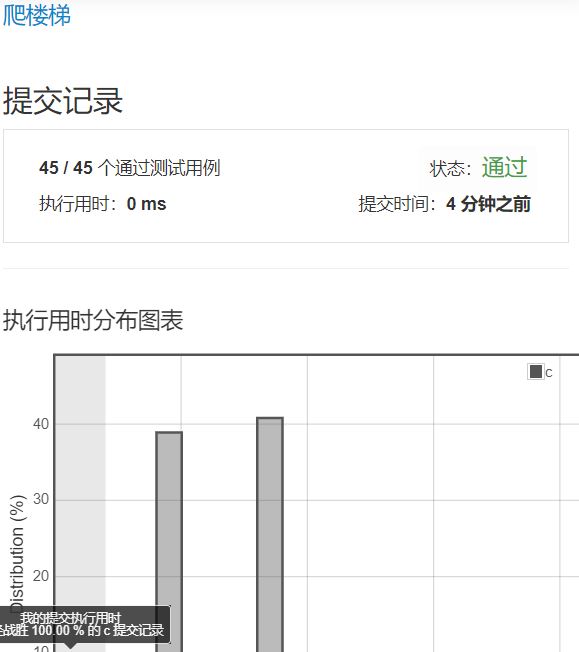 爬楼梯
提交记录
45 / 45 个通过测试用例
状态：通过
执行用时：0 ms
提交时间：4 分钟之前
执行用时分布图表
c
40
30
20
10
Distribution (%)
我的提交执行用时
战胜 100.00 % 的 c 提交记录